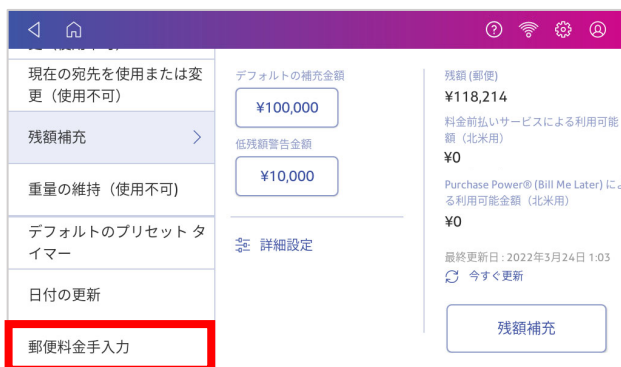 現在の宛先を使用または変
更（使用不可）
残額補充
重量の維持（使用不可)
デフォルトのプリセット タ
イマー
日付の更新
郵便料金手入力
デフォルトの補充金額
¥100,000
低残額警告金額
¥10,000
詳細設定
残額 (郵便)
¥118,214
料金前払いサービスによる利用可能
額（北米用）
¥0
Purchase Power® (Bill Me Later) に
る利用可能金額（北米用）
¥0
最終更新日 : 2022年3月24日 1:03
今すぐ更新
残額補充